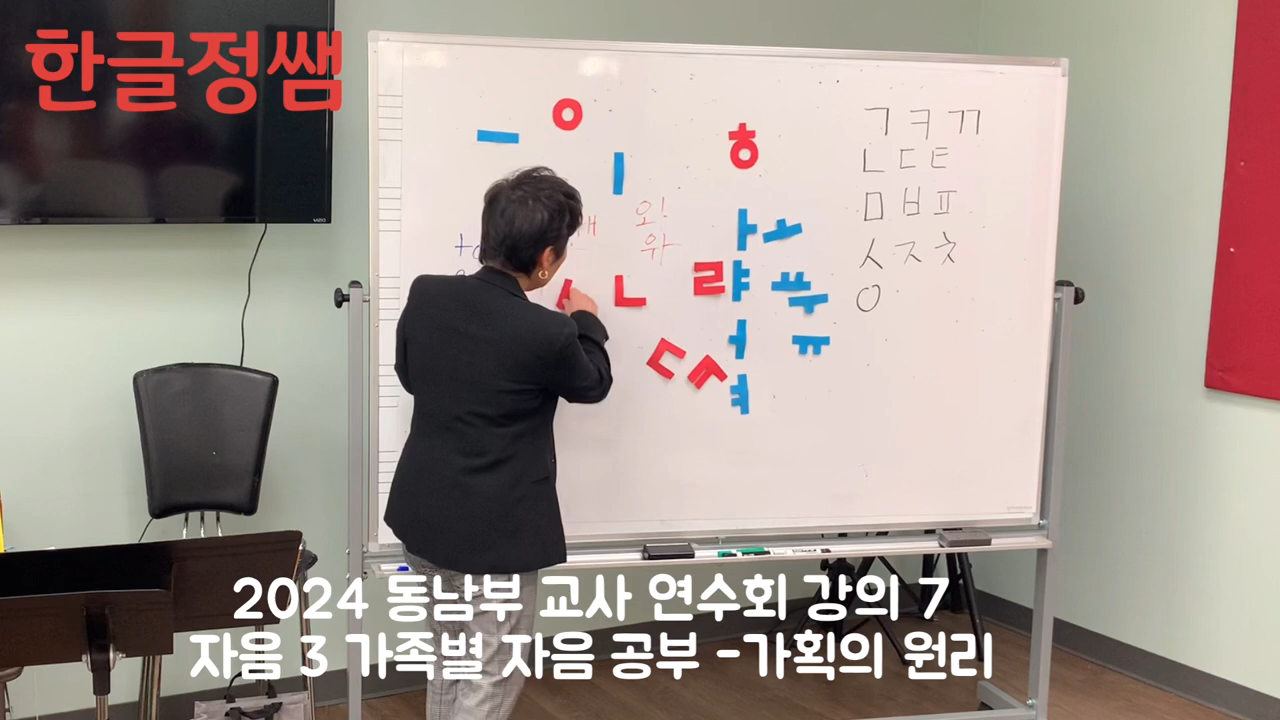 한글정쌤
ㅇ
ㅡ
ㅣ
ㅎ
ㄱ ㅋ ㄲ
ㄴ ㄷ ㅌ
ㅁ ㅂ ㅍ
ㅅ ㅈ ㅊ
ㅇ
오!
와
ㅏ ㅗ
ㄴ ㄹ ㅑ ㅛ
ㅜ
ㅓ ㅠ
ㄷ ㅅ ㅕ
VIZIO
2024 동남부 교사 연수회 강의 7
자음 3 가족별 자음 공부 -가획의 원리